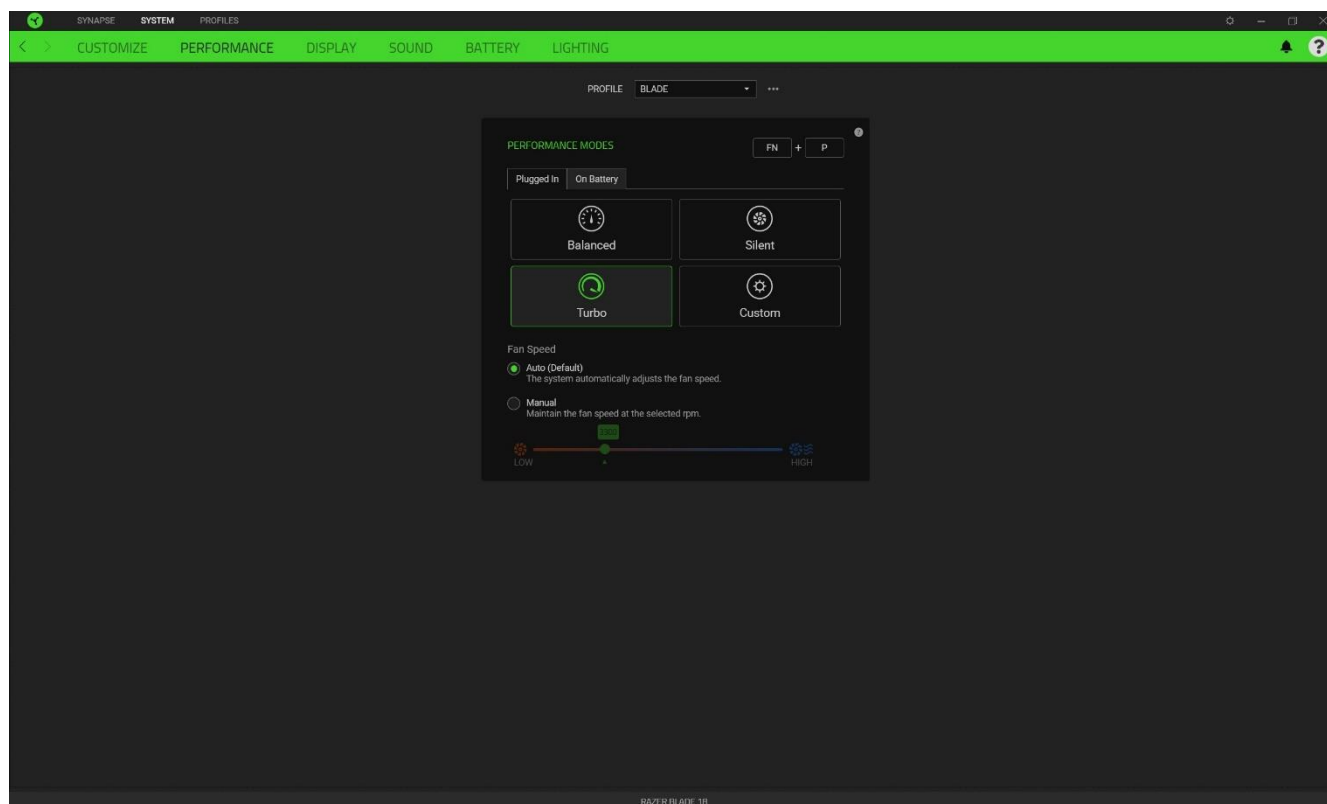 SYNAPSE SYSTEM PROFILES
CUSTOMIZE PERFORMANCE DISPLAY SOUND BATTERY LIGHTING
?
PROFILE BLADE
PERFORMANCE MODES FN + P
?
Plugged In On Battery
Balanced Silent
Turbo Custom
Fan Speed
Auto (Default)
The system automatically adjusts the fan speed.
Manual
Maintain the fan speed at the selected rpm.
LOW HIGH
RAZER BLADE 18